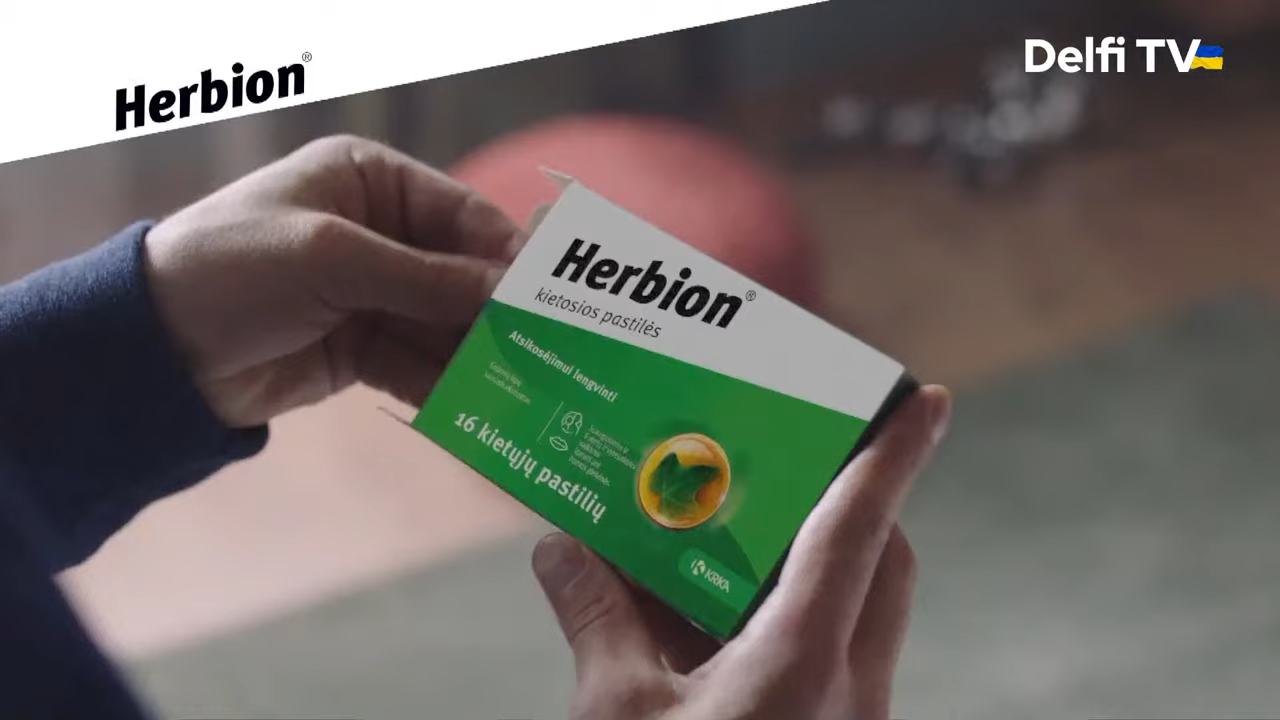 Herbion®
Delfi TV
Herbion®
kietosios pastilės
Atsikosėjimui lengvinti
16 kietųjų pastilių
KRKA